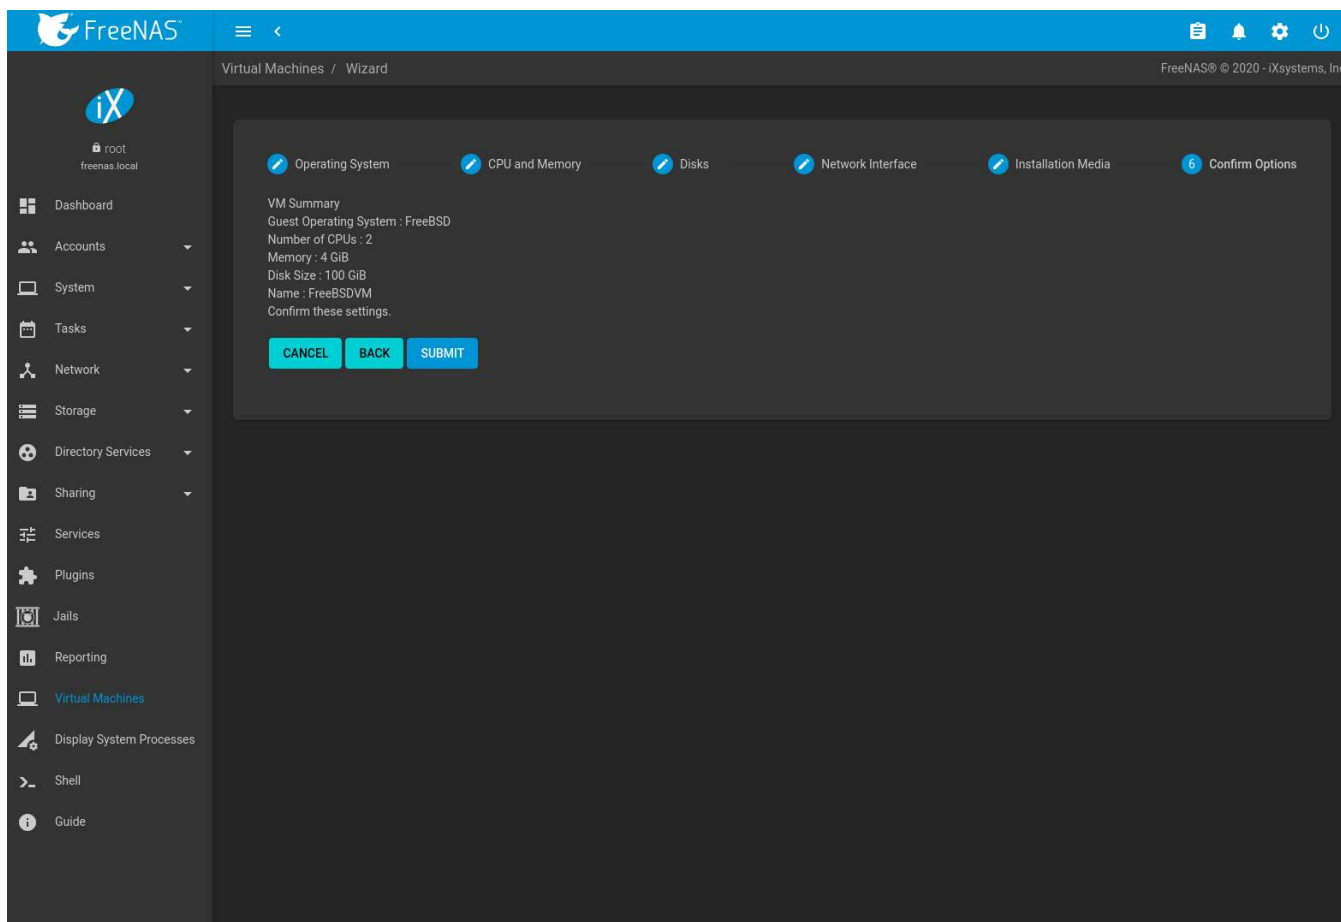 FreeNAS™
Virtual Machines / Wizard
FreeNAS® © 2020 - iXsystems, In
iX
root
freenas.local
Dashboard
Accounts
System
Tasks
Network
Storage
Directory Services
Sharing
Services
Plugins
Jails
Reporting
Virtual Machines
Display System Processes
Shell
Guide
Operating System
CPU and Memory
Disks
Network Interface
Installation Media
6 Confirm Options
VM Summary
Guest Operating System : FreeBSD
Number of CPUs : 2
Memory : 4 GiB
Disk Size : 100 GiB
Name : FreeBSDVM
Confirm these settings.
CANCEL
BACK
SUBMIT